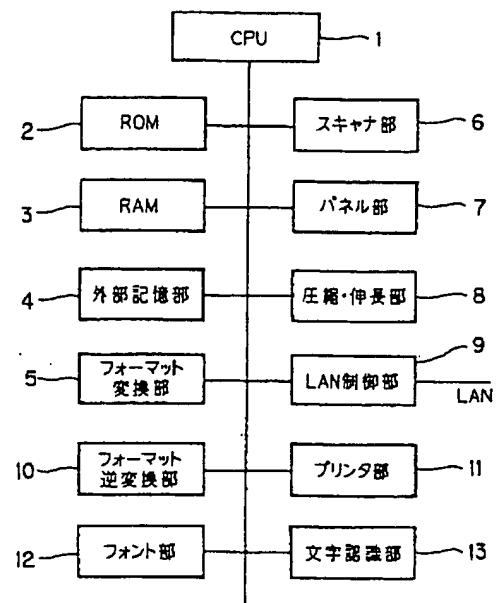 CPU
1
2
ROM
スキャナ部
6
3
RAM
パネル部
7
4
外部記憶部
圧縮・伸長部
8
5
フォーマット
変換部
LAN制御部
9
LAN
10
フォーマット
逆変換部
プリンタ部
11
12
フォント部
文字認識部
13